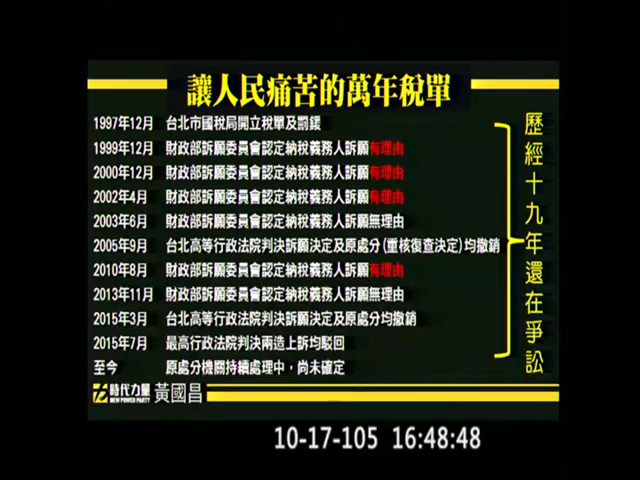 讓人民痛苦的萬年稅單
1997年12月 台北市國稅局開立稅單及罰鍰
1999年12月 財政部訴願委員會認定納稅義務人訴願有理由
2000年12月 財政部訴願委員會認定納稅義務人訴願有理由
2002年4月 財政部訴願委員會認定納稅義務人訴願有理由
2003年6月 財政部訴願委員會認定納稅義務人訴願無理由
2005年9月 台北高等行政法院判決訴願決定及原處分(重核復查決定)均撤銷
2010年8月 財政部訴願委員會認定納稅義務人訴願有理由
2013年11月 財政部訴願委員會認定納稅義務人訴願無理由
2015年3月 台北高等行政法院判決訴願決定及原處分均撤銷
2015年7月 最高行政法院判決兩造上訴均駁回
至今 原處分機關持續處理中，尚未確定
歷經十九年還在爭訟
時代力量 黃國昌
NEW POWER PARTY
10-17-105 16:48:48